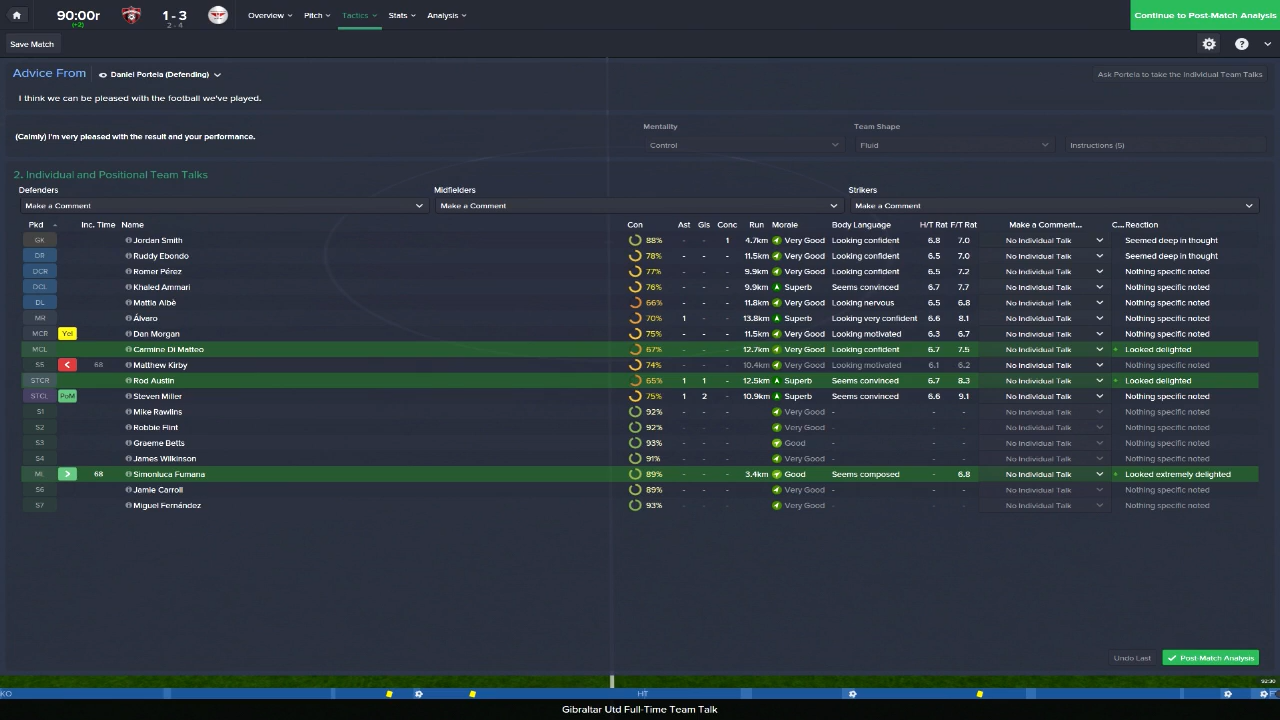 90:00r (+2) 1 - 3 2 - 4 Overview Pitch Tactics Stats Analysis Continue to Post-Match Analysis
Save Match
Advice From Daniel Portela (Defending) Ask Portela to take the Individual Team Talks
I think we can be pleased with the football we've played.
Mentality Team Shape
(Calmly) I'm very pleased with the result and your performance.
Control Fluid Instructions (5)
2. Individual and Positional Team Talks
Defenders Midfielders Strikers
Make a Comment Make a Comment Make a Comment
Pkd Inc. Time Name Con Ast Gls Conc Run Morale Body Language H/T Rat F/T Rat Make a Comment... C... Reaction
GK Jordan Smith 88% - - 1 4.7km Very Good Looking confident 6.8 7.0 No Individual Talk Seemed deep in thought
DR Ruddy Ebondo 78% - - - 11.5km Very Good Looking confident 6.5 7.0 No Individual Talk Seemed deep in thought
DCR Romer Pérez 77% - - - 9.9km Very Good Looking confident 6.5 7.2 No Individual Talk Nothing specific noted
DCL Khaled Ammari 76% - - - 9.9km Superb Seems convinced 6.7 7.7 No Individual Talk Nothing specific noted
DL Mattia Albè 66% - - - 11.8km Very Good Looking nervous 6.5 6.8 No Individual Talk Nothing specific noted
MR Álvaro 70% 1 - - 13.8km Superb Looking very confident 6.6 8.1 No Individual Talk Nothing specific noted
MCR Yel Dan Morgan 75% - - - 11.5km Very Good Looking motivated 6.3 6.7 No Individual Talk Nothing specific noted
MCL Carmine Di Matteo 67% - - - 12.7km Very Good Looking confident 6.7 7.5 No Individual Talk + Looked delighted
S5 68 Matthew Kirby 74% - - - 10.4km Very Good Looking motivated 6.1 6.2 No Individual Talk Nothing specific noted
STCR Rod Austin 65% 1 1 - 12.5km Superb Seems convinced 6.7 8.3 No Individual Talk + Looked delighted
STCL PoM Steven Miller 75% 1 2 - 10.9km Superb Seems convinced 6.6 9.1 No Individual Talk Nothing specific noted
S1 Mike Rawlins 92% - - - Very Good - - - No Individual Talk Nothing specific noted
S2 Robbie Flint 92% - - - Very Good - - - No Individual Talk Nothing specific noted
S3 Graeme Betts 93% - - - Good - - - No Individual Talk Nothing specific noted
S4 James Wilkinson 91% - - - Very Good - - - No Individual Talk Nothing specific noted
ML 68 Simonluca Fumana 89% - - - 3.4km Good Seems composed - 6.8 No Individual Talk + Looked extremely delighted
S6 Jamie Carroll 89% - - - Very Good - - - No Individual Talk Nothing specific noted
S7 Miguel Fernández 93% - - - Very Good - - - No Individual Talk Nothing specific noted
Undo Last Post-Match Analysis
92:30
KO HT
Gibraltar Utd Full-Time Team Talk